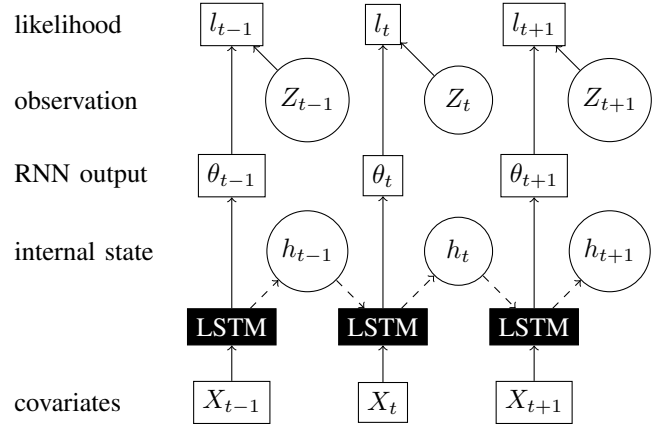 likelihood l_{t−1} l_t l_{t+1}
observation Z_{t−1} Z_t Z_{t+1}
RNN output θ_{t−1} θ_t θ_{t+1}
internal state h_{t−1} h_t h_{t+1}
LSTM LSTM LSTM
covariates X_{t−1} X_t X_{t+1}